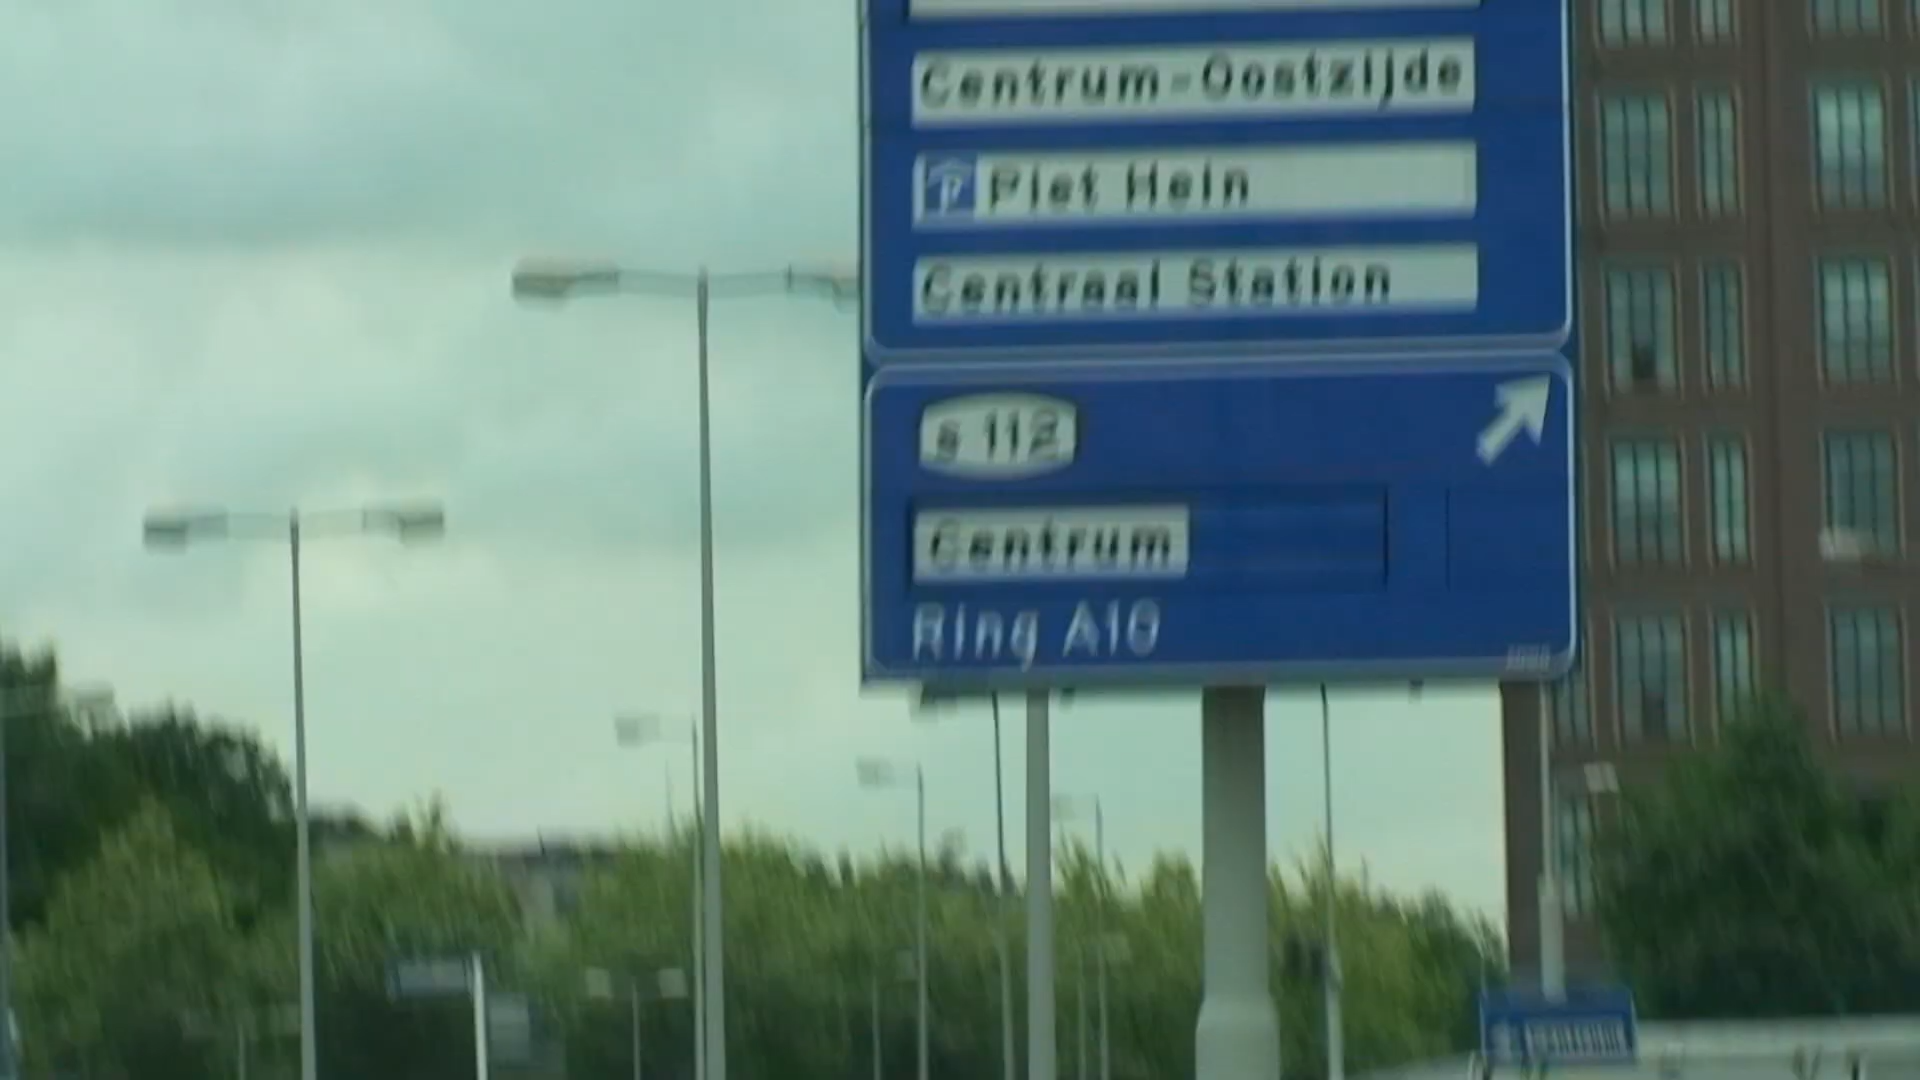 Centrum-Oostzijde
P Piet Hein
Centraal Station
s 112
Centrum
Ring A10